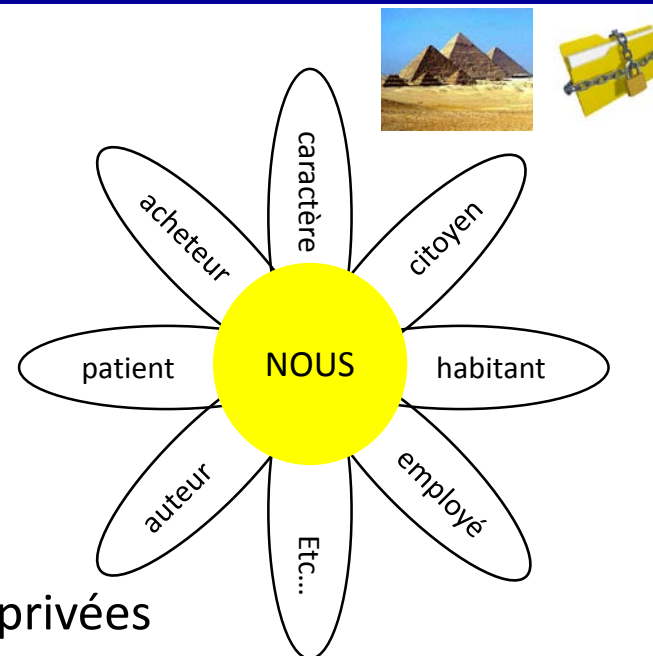 caractère
acheteur
citoyen
patient
NOUS
habitant
auteur
employé
Etc...
privées